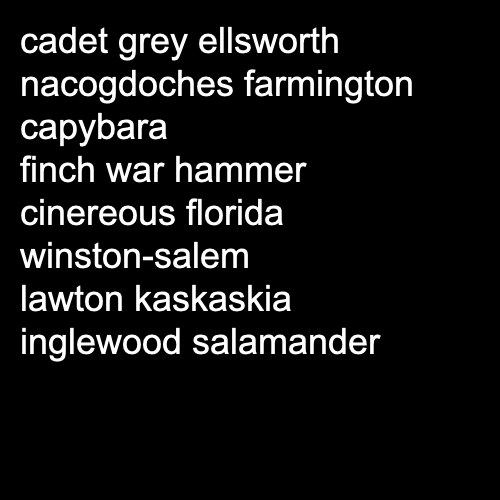 cadet grey ellsworth
nacogdoches farmington
capybara
finch war hammer
cinereous florida
winston-salem
lawton kaskaskia
inglewood salamander